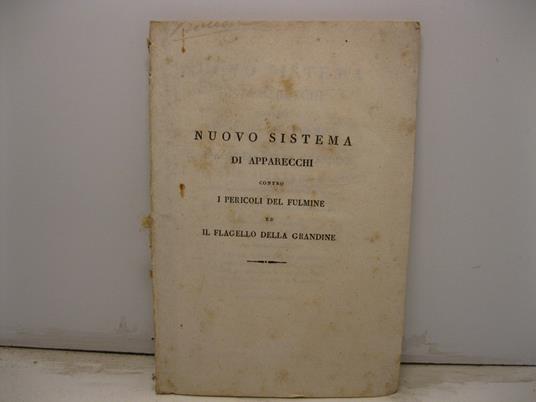 NUOVO SISTEMA
DI APPARECCHI
CONTRO
I PERICOLI DEL FULMINE
ED
IL FLAGELLO DELLA GRANDINE